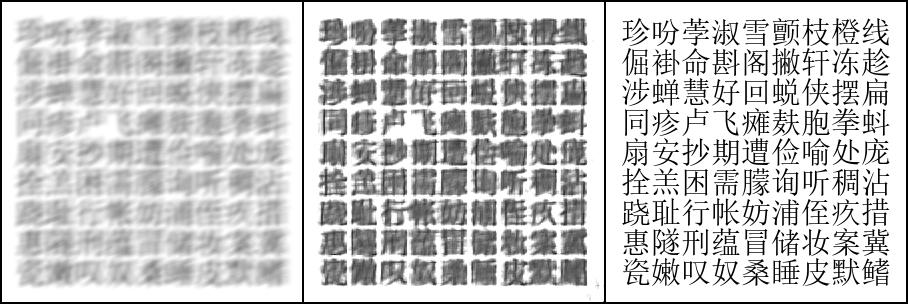 珍吩荸淑雪颤枝橙线
倔褂命斟阁撇轩冻趁
涉蝉慧好回蜕侠摆扁
同疹卢飞瘫麸胞拳蚪
扇安抄期遭俭喻处庞
拴羔困需朦询听稠沾
跷耻行帐妨浦侄疚措
惠隧刑蕴冒储妆案冀
瓷嫩叹奴桑睡皮默鳍